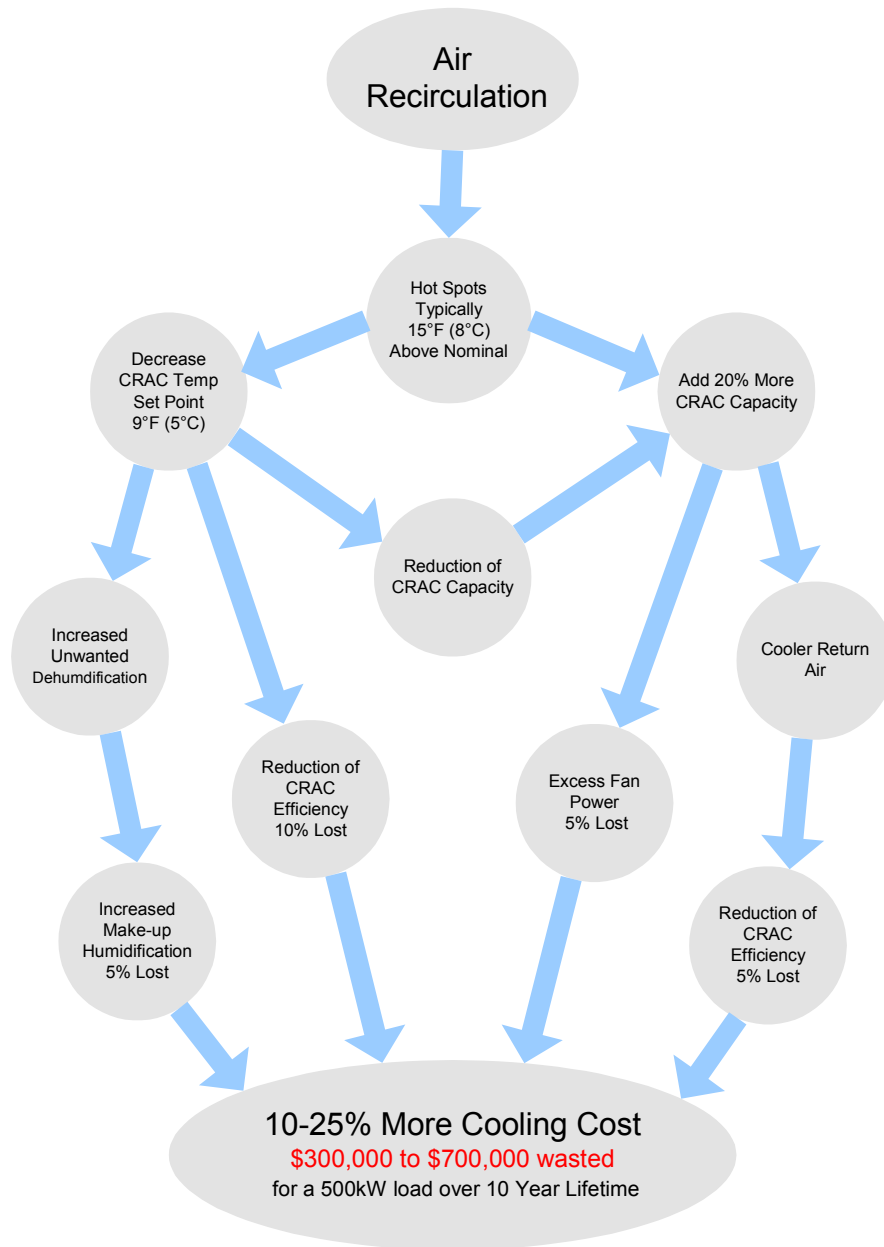 Air
Recirculation
Hot Spots
Typically
15°F (8°C)
Above Nominal
Decrease
CRAC Temp
Set Point
9°F (5°C)
Add 20% More
CRAC Capacity
Reduction of
CRAC Capacity
Increased
Unwanted
Dehumdification
Cooler Return
Air
Reduction of
CRAC
Efficiency
10% Lost
Excess Fan
Power
5% Lost
Increased
Make-up
Humidification
5% Lost
Reduction of
CRAC
Efficiency
5% Lost
10-25% More Cooling Cost
$300,000 to $700,000 wasted
for a 500kW load over 10 Year Lifetime